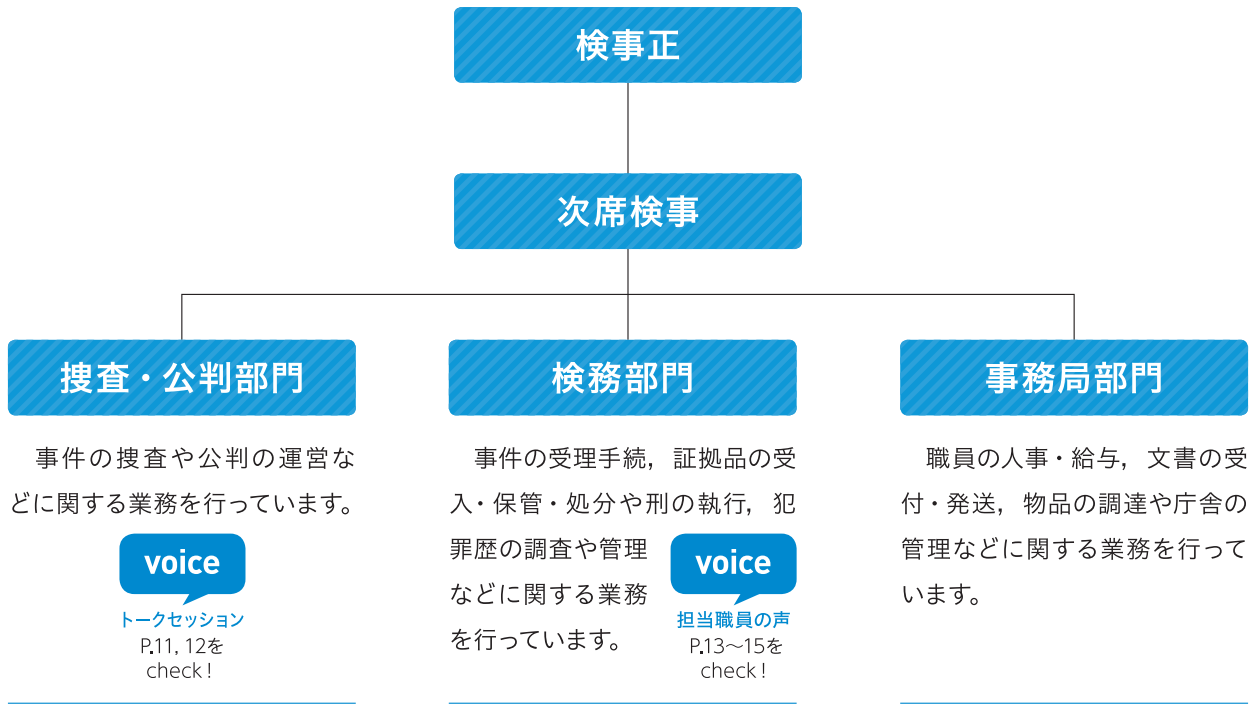 検事正
次席検事
捜査・公判部門
事件の捜査や公判の運営な
どに関する業務を行っています。
voice
トークセッション
P.11, 12を
check!
検務部門
事件の受理手続，証拠品の受
入・保管・処分や刑の執行，犯
罪歴の調査や管理
などに関する業務
を行っています。
voice
担当職員の声
P.13～15を
check!
事務局部門
職員の人事・給与，文書の受
付・発送，物品の調達や庁舎の
管理などに関する業務を行って
います。